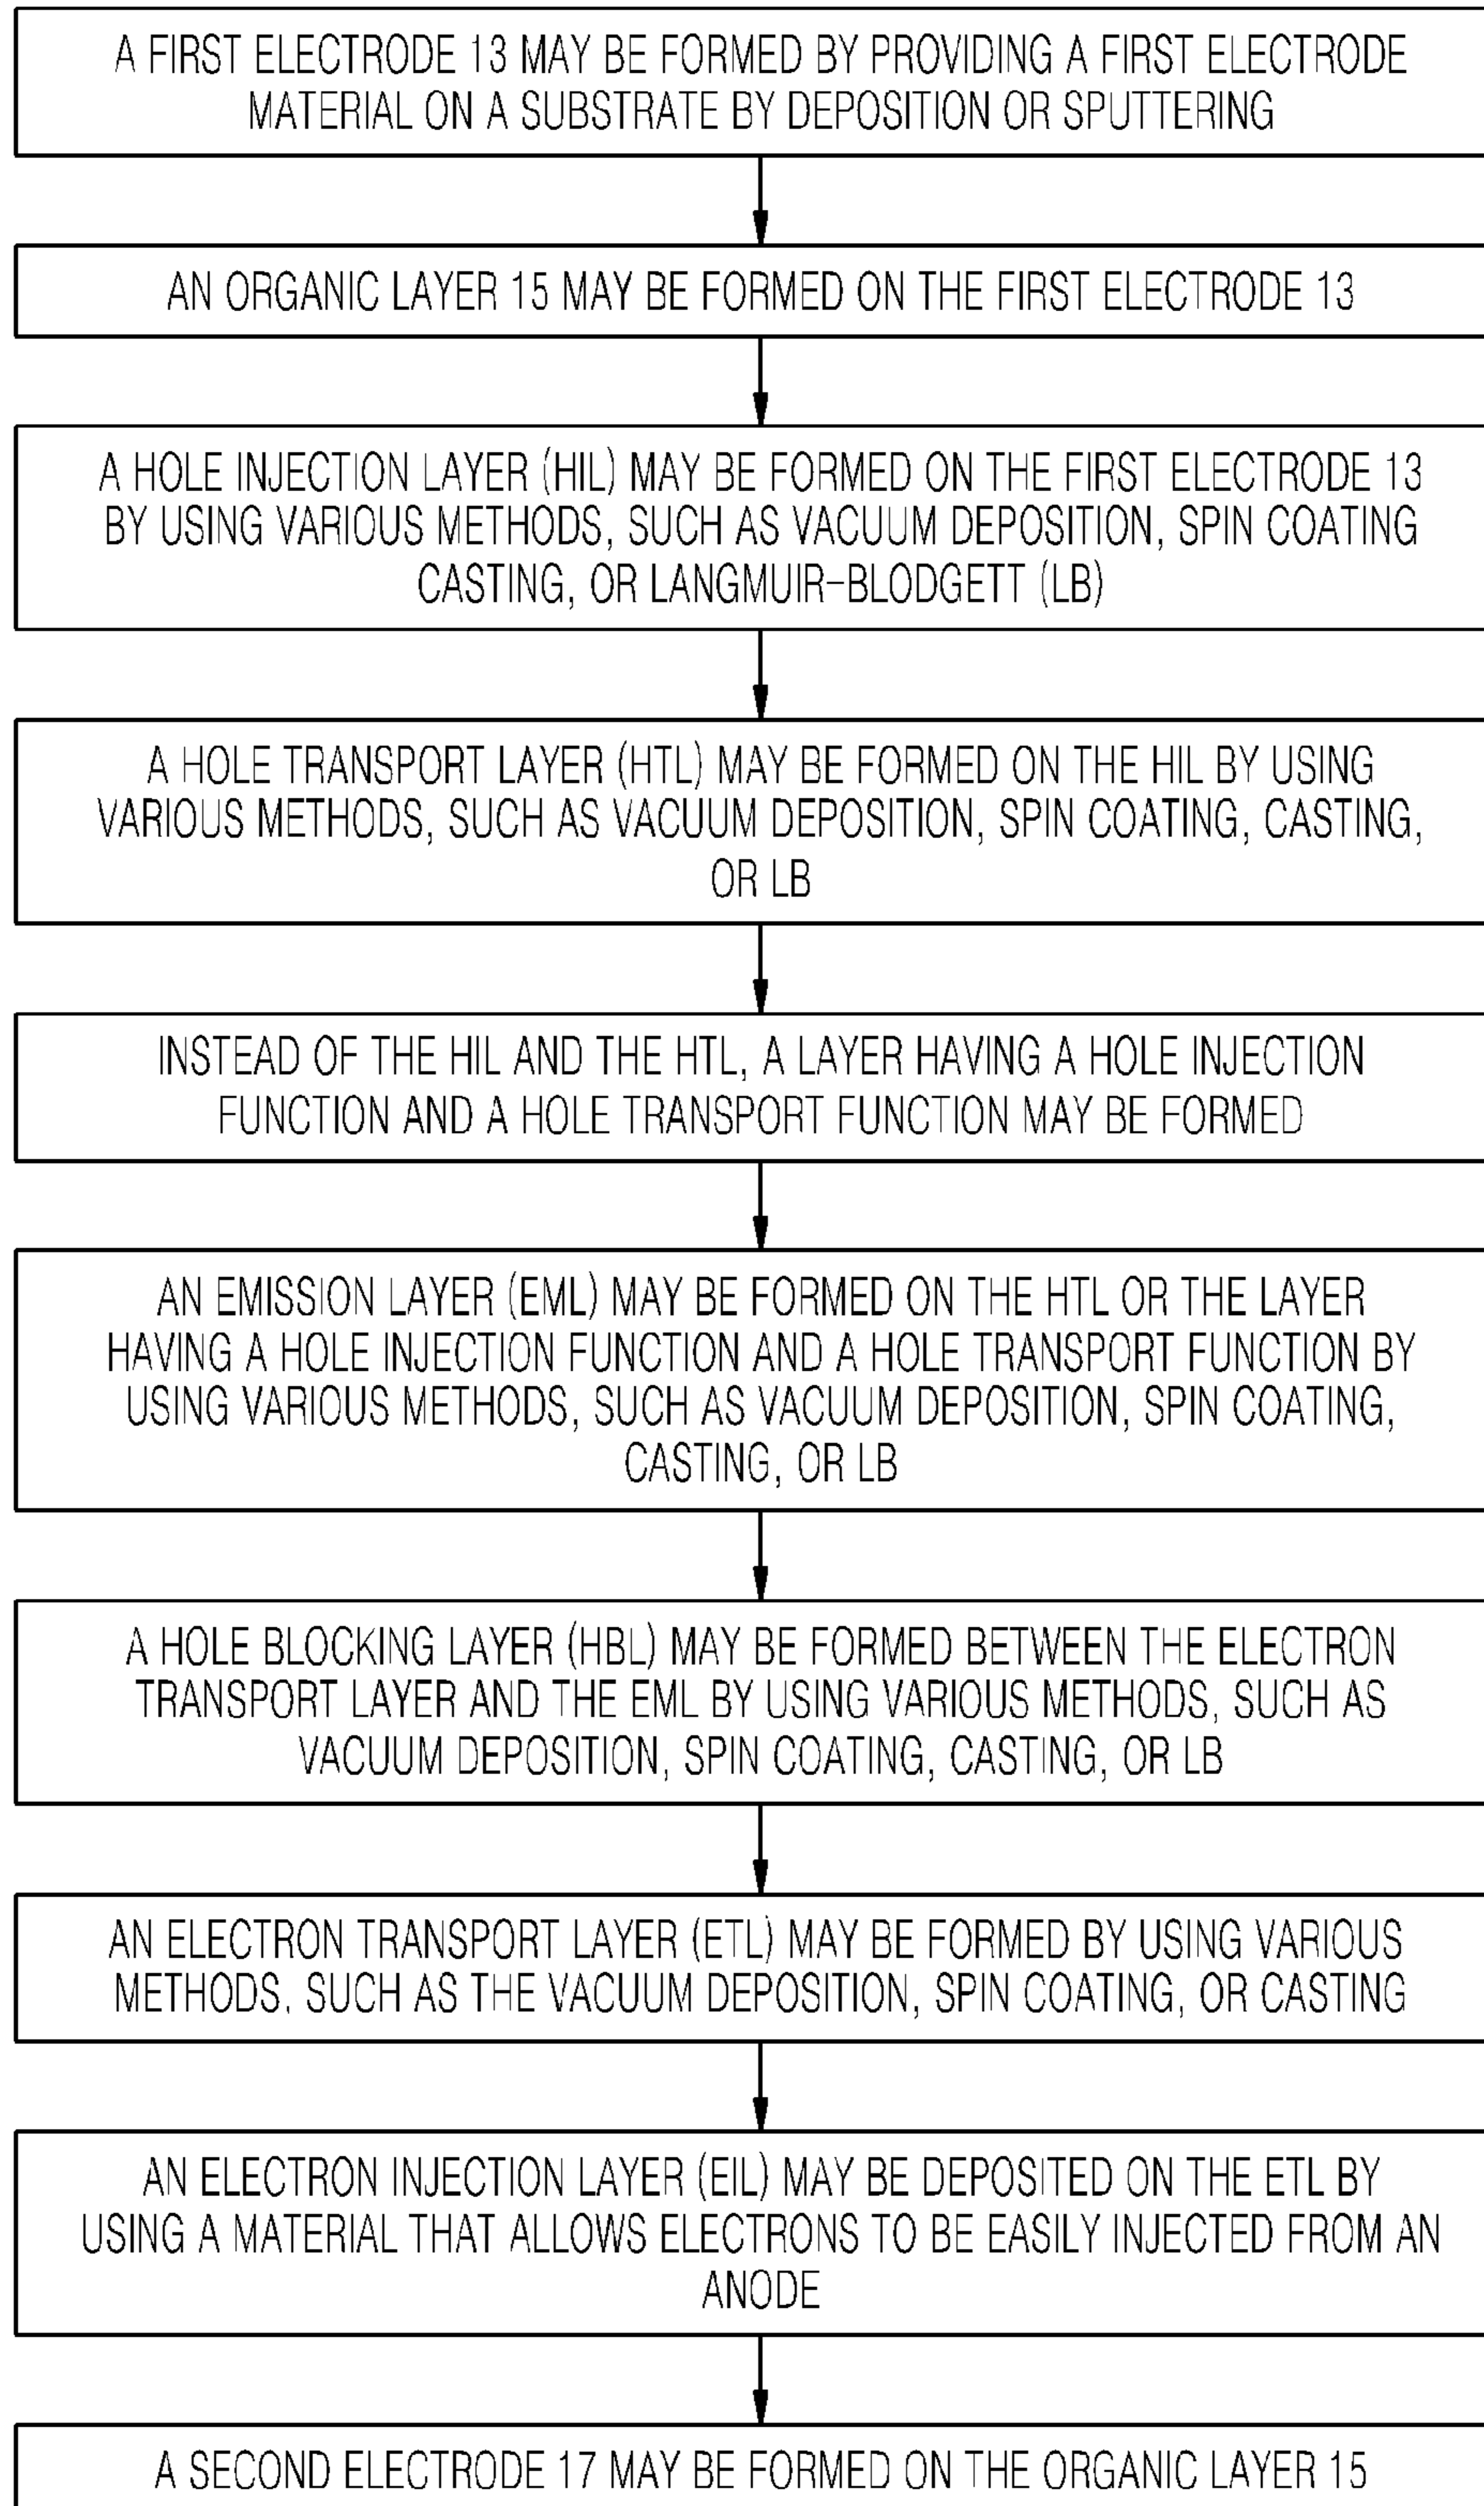 A FIRST ELECTRODE 13 MAY BE FORMED BY PROVIDING A FIRST ELECTRODE
MATERIAL ON A SUBSTRATE BY DEPOSITION OR SPUTTERING
AN ORGANIC LAYER 15 MAY BE FORMED ON THE FIRST ELECTRODE 13
A HOLE INJECTION LAYER (HIL) MAY BE FORMED ON THE FIRST ELECTRODE 13
BY USING VARIOUS METHODS, SUCH AS VACUUM DEPOSITION, SPIN COATING
CASTING, OR LANGMUIR-BLODGETT (LB)
A HOLE TRANSPORT LAYER (HTL) MAY BE FORMED ON THE HIL BY USING
VARIOUS METHODS, SUCH AS VACUUM DEPOSITION, SPIN COATING, CASTING,
OR LB
INSTEAD OF THE HIL AND THE HTL, A LAYER HAVING A HOLE INJECTION
FUNCTION AND A HOLE TRANSPORT FUNCTION MAY BE FORMED
AN EMISSION LAYER (EML) MAY BE FORMED ON THE HTL OR THE LAYER
HAVING A HOLE INJECTION FUNCTION AND A HOLE TRANSPORT FUNCTION BY
USING VARIOUS METHODS, SUCH AS VACUUM DEPOSITION, SPIN COATING,
CASTING, OR LB
A HOLE BLOCKING LAYER (HBL) MAY BE FORMED BETWEEN THE ELECTRON
TRANSPORT LAYER AND THE EML BY USING VARIOUS METHODS, SUCH AS
VACUUM DEPOSITION, SPIN COATING, CASTING, OR LB
AN ELECTRON TRANSPORT LAYER (ETL) MAY BE FORMED BY USING VARIOUS
METHODS, SUCH AS THE VACUUM DEPOSITION, SPIN COATING, OR CASTING
AN ELECTRON INJECTION LAYER (EIL) MAY BE DEPOSITED ON THE ETL BY
USING A MATERIAL THAT ALLOWS ELECTRONS TO BE EASILY INJECTED FROM AN
ANODE
A SECOND ELECTRODE 17 MAY BE FORMED ON THE ORGANIC LAYER 15